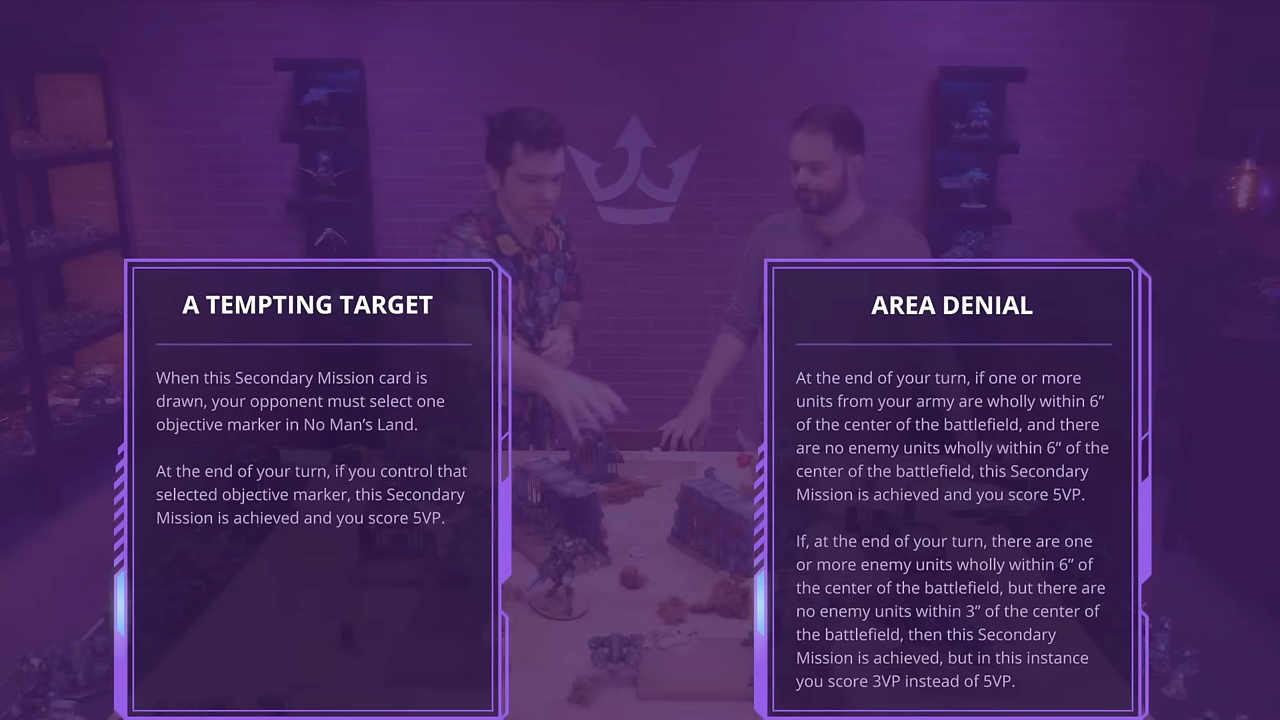 A TEMPTING TARGET
When this Secondary Mission card is
drawn, your opponent must select one
objective marker in No Man’s Land.
At the end of your turn, if you control that
selected objective marker, this Secondary
Mission is achieved and you score 5VP.
AREA DENIAL
At the end of your turn, if one or more
units from your army are wholly within 6”
of the center of the battlefield, and there
are no enemy units wholly within 6” of the
center of the battlefield, this Secondary
Mission is achieved and you score 5VP.
If, at the end of your turn, there are one
or more enemy units wholly within 6” of
the center of the battlefield, but there are
no enemy units within 3” of the center of
the battlefield, then this Secondary
Mission is achieved, but in this instance
you score 3VP instead of 5VP.